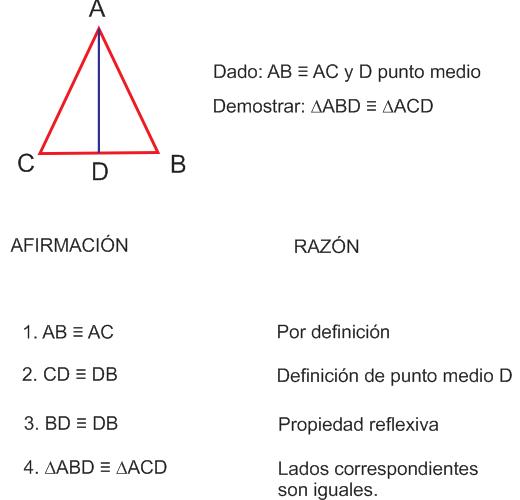 A
Dado: AB ≡ AC y D punto medio
Demostrar: ∆ABD ≡ ∆ACD
C
D
B
AFIRMACIÓN
RAZÓN
1. AB ≡ AC
Por definición
2. CD ≡ DB
Definición de punto medio D
3. BD ≡ DB
Propiedad reflexiva
4. ∆ABD ≡ ∆ACD
Lados correspondientes
son iguales.